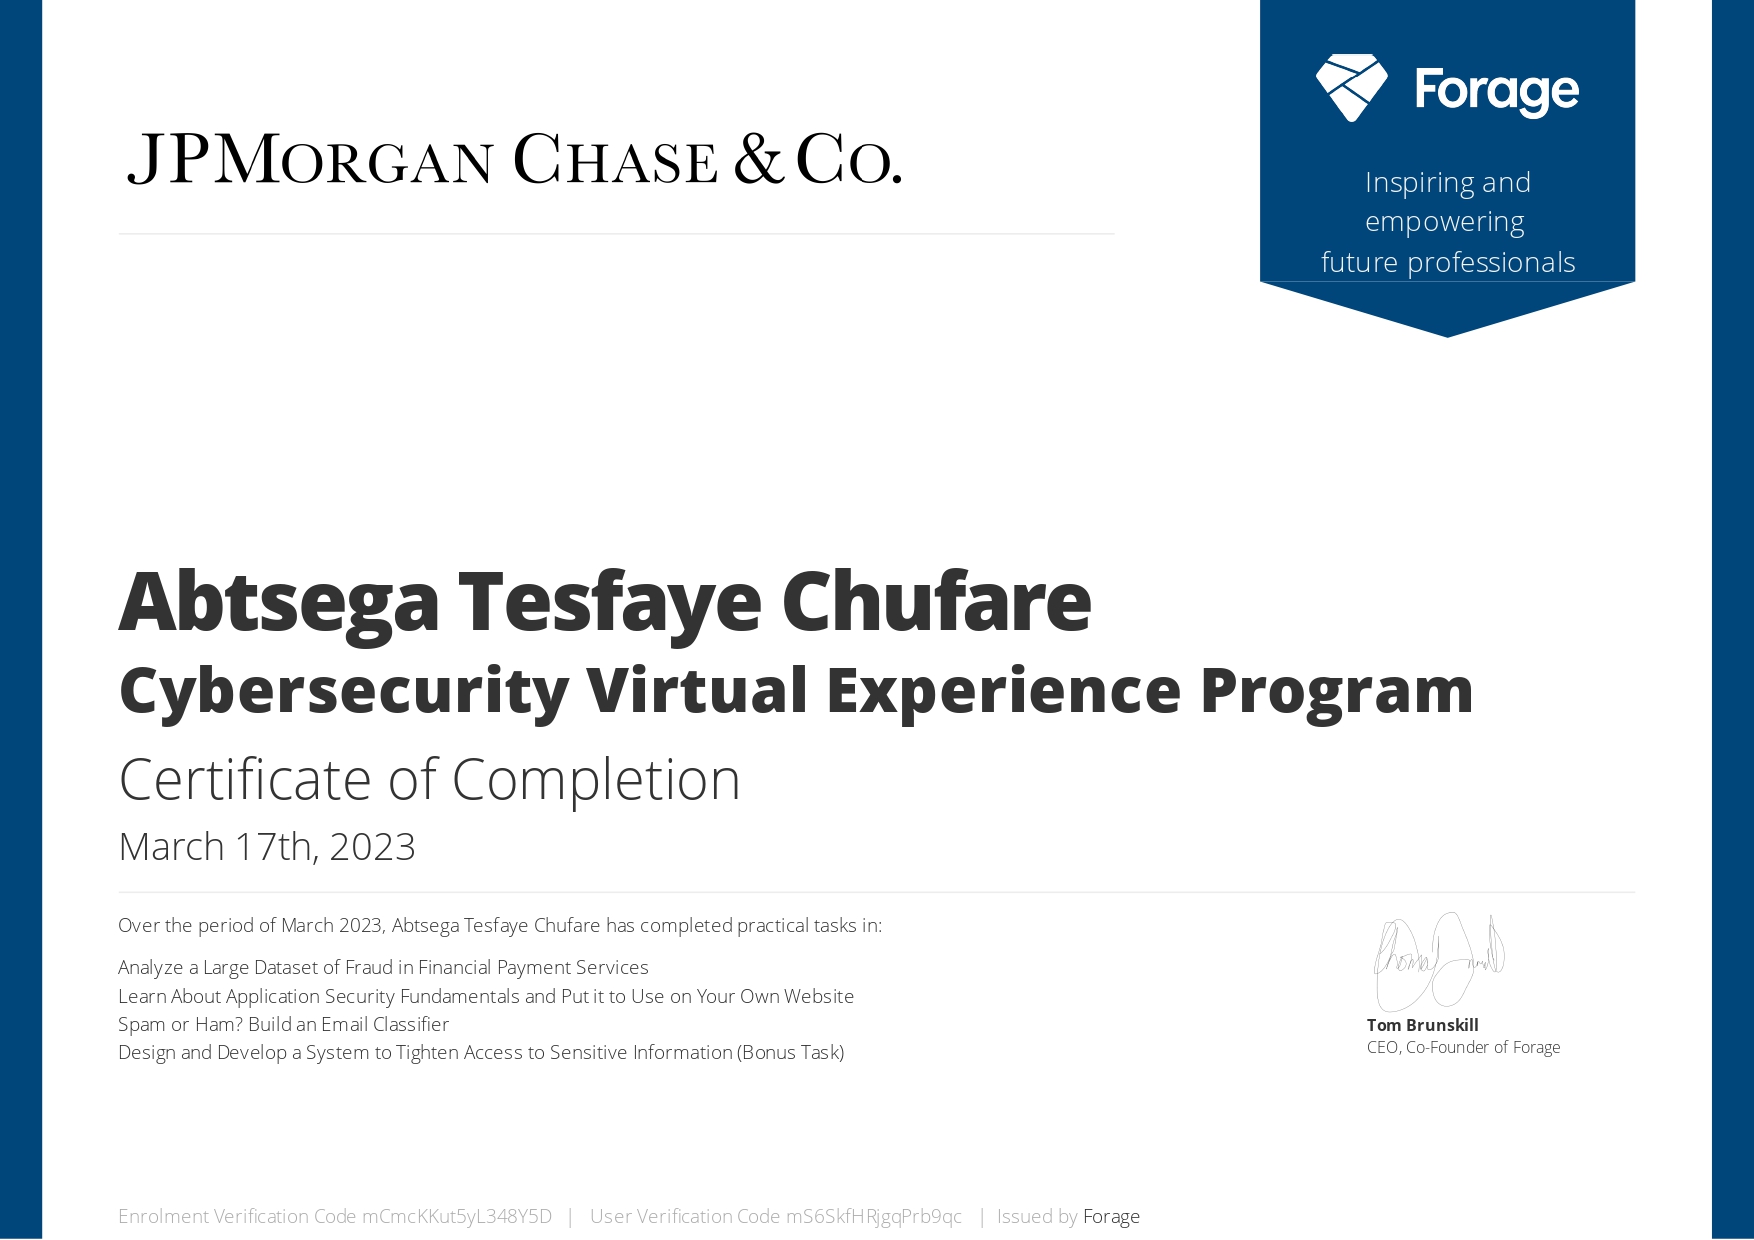 JPMORGAN CHASE & CO.
Forage
Inspiring and
empowering
future professionals
Abtsega Tesfaye Chufare
Cybersecurity Virtual Experience Program
Certificate of Completion
March 17th, 2023
Over the period of March 2023, Abtsega Tesfaye Chufare has completed practical tasks in:
Analyze a Large Dataset of Fraud in Financial Payment Services
Learn About Application Security Fundamentals and Put it to Use on Your Own Website
Spam or Ham? Build an Email Classifier
Design and Develop a System to Tighten Access to Sensitive Information (Bonus Task)
Tom Brunskill
CEO, Co-Founder of Forage
Enrolment Verification Code mCmcKKut5yL348Y5D | User Verification Code mS6SkfHRjgqPrb9qc | Issued by Forage